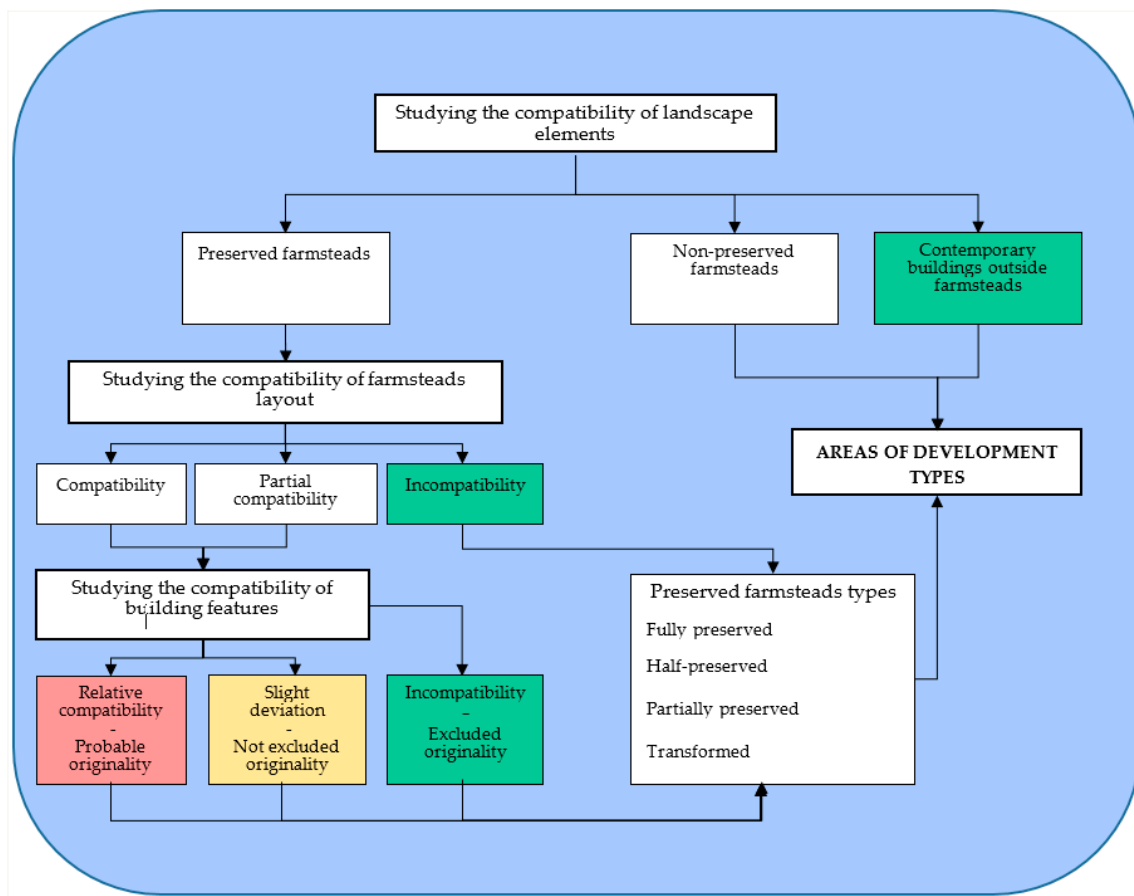 Studying the compatibility of landscape
elements
Preserved farmsteads
Non-preserved
farmsteads
Contemporary
buildings outside
farmsteads
Studying the compatibility of farmsteads
layout
AREAS OF DEVELOPMENT
TYPES
Compatibility
Partial
compatibility
Incompatibility
Studying the compatibility of
building features
Preserved farmsteads types
Fully preserved
Half-preserved
Partially preserved
Transformed
Relative
compatibility
-
Probable
originality
Slight
deviation
-
Not excluded
originality
Incompatibility
–
Excluded
originality